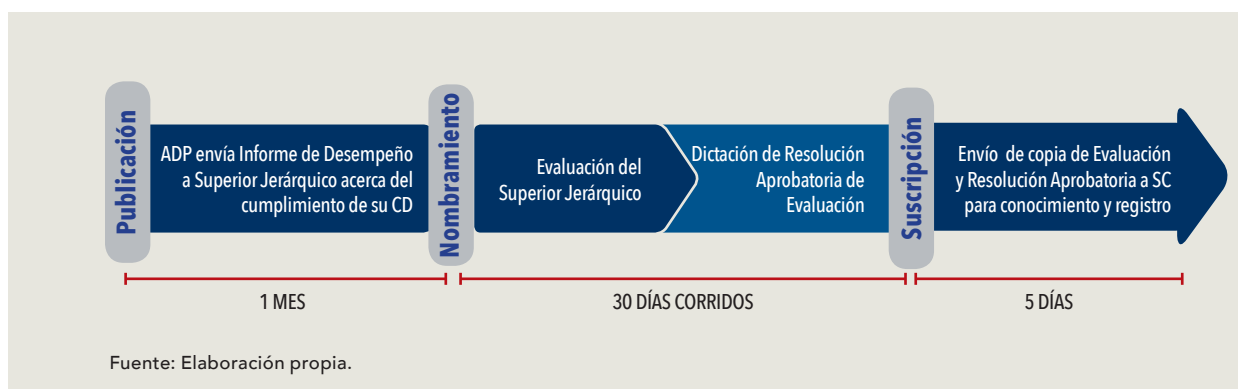 Publicación
ADP envía Informe de Desempeño
a Superior Jerárquico acerca del
cumplimiento de su CD
Nombramiento
Evaluación del
Superior Jerárquico
Dictación de Resolución
Aprobatoria de
Evaluación
Suscripción
Envío de copia de Evaluación
y Resolución Aprobatoria a SC
para conocimiento y registro
1 MES
30 DÍAS CORRIDOS
5 DÍAS
Fuente: Elaboración propia.